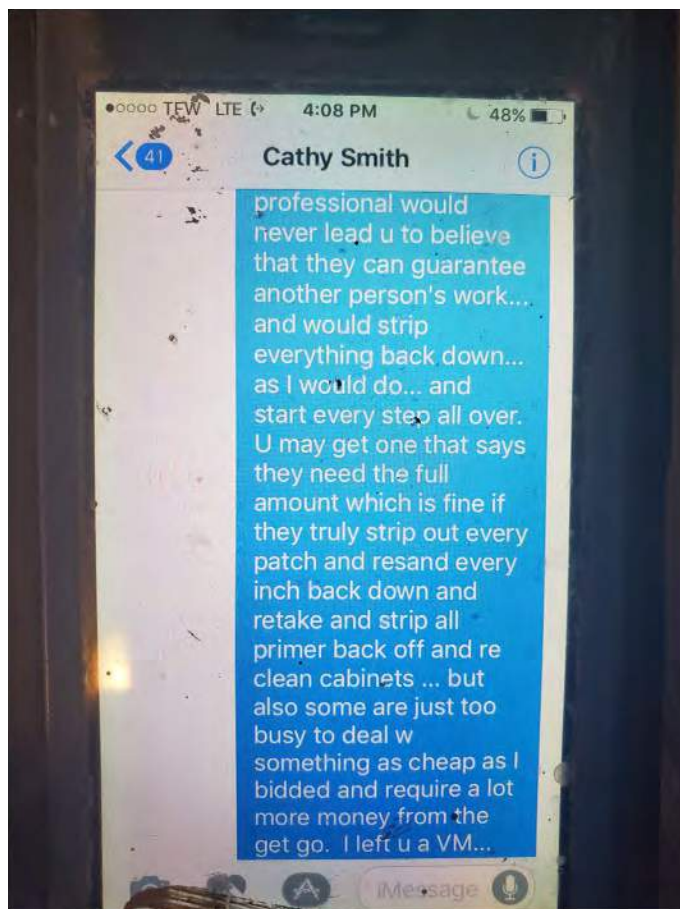 ●oooo TFW LTE 4:08 PM 48%
41 Cathy Smith i
professional would
never lead u to believe
that they can guarantee
another person's work...
and would strip
everything back down...
as I would do... and
start every step all over.
U may get one that says
they need the full
amount which is fine if
they truly strip out every
patch and resand every
inch back down and
retake and strip all
primer back off and re
clean cabinets ... but
also some are just too
busy to deal w
something as cheap as I
bidded and require a lot
more money from the
get go. I left u a VM...
iMessage